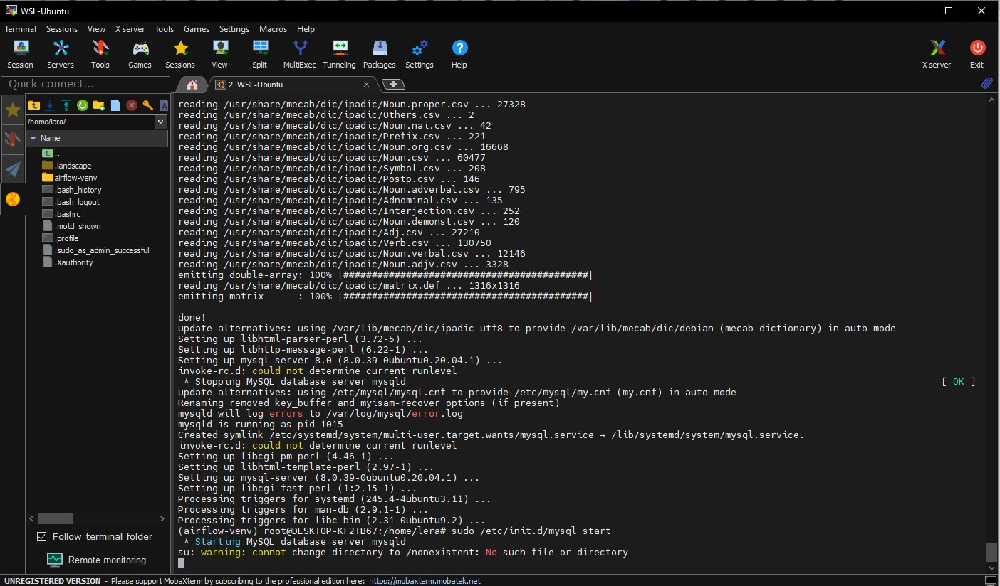 WSL-Ubuntu
Terminal Sessions View X server Tools Games Settings Macros Help
Session Servers Tools Games Sessions View Split MultiExec Tunneling Packages Settings Help X server Exit
Quick connect...
2. WSL-Ubuntu
/home/lera/
Name
..
.landscape
airflow-venv
.bash_history
.bash_logout
.bashrc
.motd_shown
.profile
.sudo_as_admin_successful
.Xauthority
Follow terminal folder
Remote monitoring
reading /usr/share/mecab/dic/ipadic/Noun.proper.csv ... 27328
reading /usr/share/mecab/dic/ipadic/Others.csv ... 2
reading /usr/share/mecab/dic/ipadic/Noun.nai.csv ... 42
reading /usr/share/mecab/dic/ipadic/Prefix.csv ... 221
reading /usr/share/mecab/dic/ipadic/Noun.org.csv ... 16668
reading /usr/share/mecab/dic/ipadic/Noun.csv ... 60477
reading /usr/share/mecab/dic/ipadic/Symbol.csv ... 208
reading /usr/share/mecab/dic/ipadic/Postp.csv ... 146
reading /usr/share/mecab/dic/ipadic/Noun.adverbal.csv ... 795
reading /usr/share/mecab/dic/ipadic/Adnominal.csv ... 135
reading /usr/share/mecab/dic/ipadic/Interjection.csv ... 252
reading /usr/share/mecab/dic/ipadic/Noun.demonst.csv ... 120
reading /usr/share/mecab/dic/ipadic/Adj.csv ... 27210
reading /usr/share/mecab/dic/ipadic/Verb.csv ... 130750
reading /usr/share/mecab/dic/ipadic/Noun.verbal.csv ... 12146
reading /usr/share/mecab/dic/ipadic/Noun.adjv.csv ... 3328
emitting double-array: 100% |###########################################|
reading /usr/share/mecab/dic/ipadic/matrix.def ... 1316x1316
emitting matrix      : 100% |###########################################|
done!
update-alternatives: using /var/lib/mecab/dic/ipadic-utf8 to provide /var/lib/mecab/dic/debian (mecab-dictionary) in auto mode
Setting up libhtml-parser-perl (3.72-5) ...
Setting up libhttp-message-perl (6.22-1) ...
Setting up mysql-server-8.0 (8.0.39-0ubuntu0.20.04.1) ...
invoke-rc.d: could not determine current runlevel
* Stopping MySQL database server mysqld [ OK ]
update-alternatives: using /etc/mysql/mysql.cnf to provide /etc/mysql/my.cnf (my.cnf) in auto mode
Renaming removed key_buffer and myisam-recover options (if present)
mysqld will log errors to /var/log/mysql/error.log
mysqld is running as pid 1015
Created symlink /etc/systemd/system/multi-user.target.wants/mysql.service → /lib/systemd/system/mysql.service.
invoke-rc.d: could not determine current runlevel
Setting up libcgi-pm-perl (4.46-1) ...
Setting up libhtml-template-perl (2.97-1) ...
Setting up mysql-server (8.0.39-0ubuntu0.20.04.1) ...
Setting up libcgi-fast-perl (1:2.15-1) ...
Processing triggers for systemd (245.4-4ubuntu3.11) ...
Processing triggers for man-db (2.9.1-1) ...
Processing triggers for libc-bin (2.31-0ubuntu9.2) ...
(airflow-venv) root@DESKTOP-KF2TB67:/home/lera# sudo /etc/init.d/mysql start
* Starting MySQL database server mysqld
su: warning: cannot change directory to /nonexistent: No such file or directory
UNREGISTERED VERSION - Please support MobaXterm by subscribing to the professional edition here: https://mobaxterm.mobatek.net